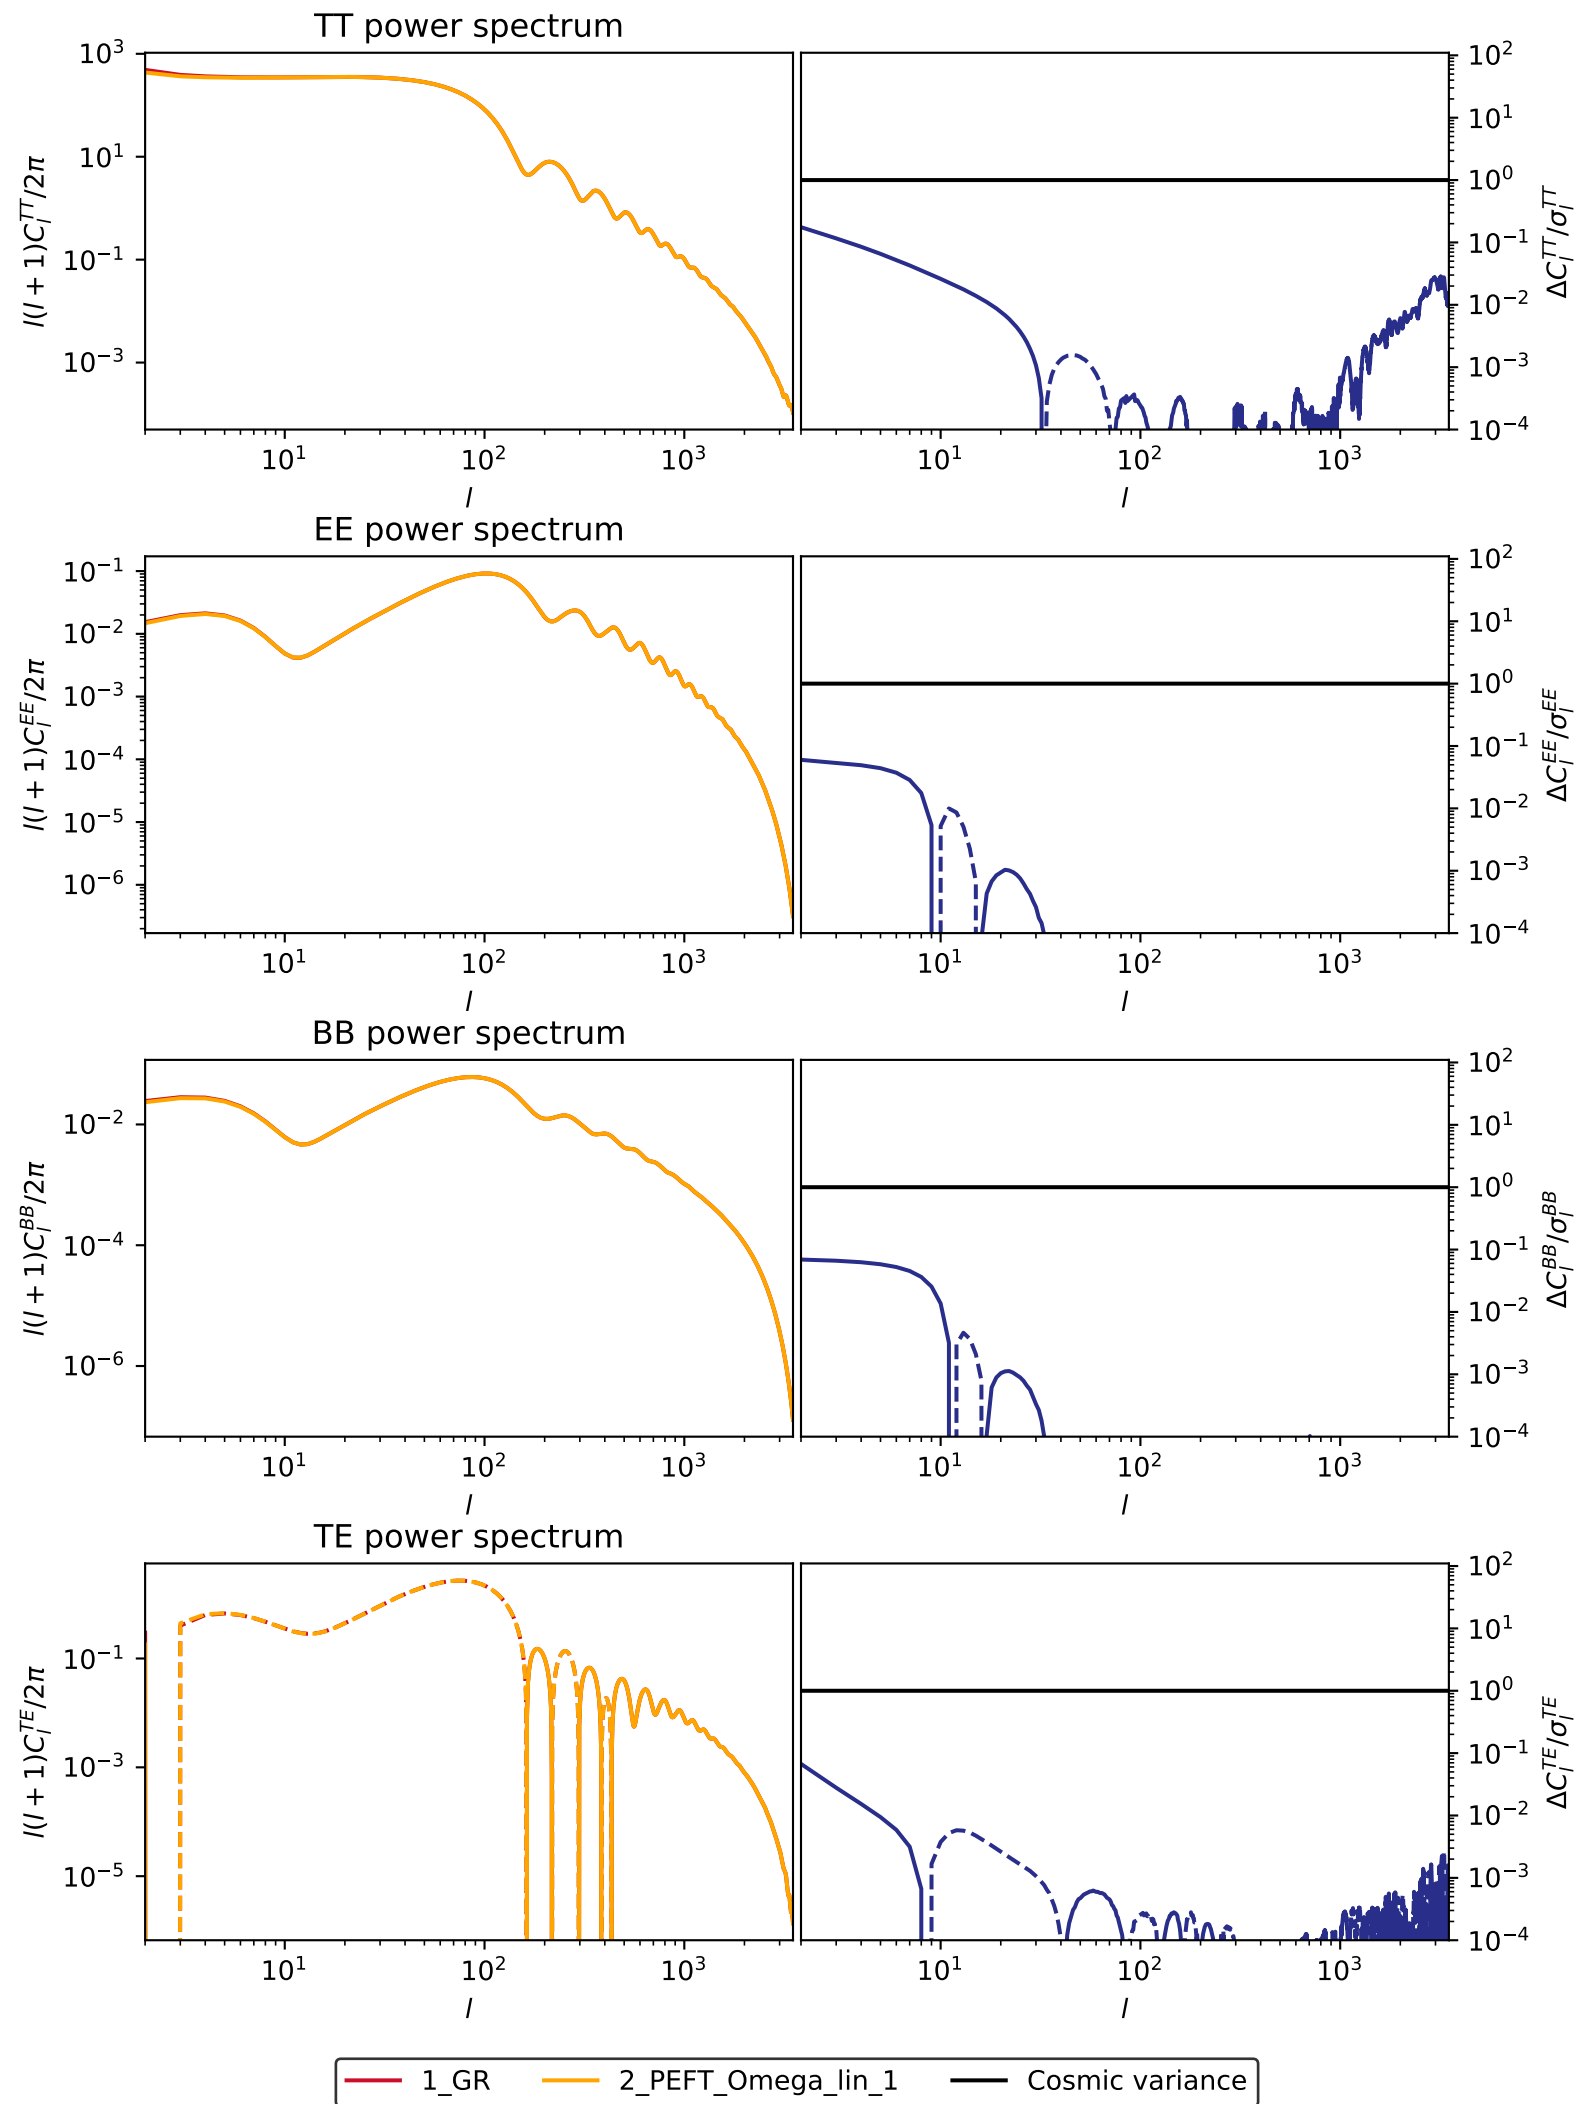 TT power spectrum
l(l + 1)C_l^{TT}/2π
10^3
10^1
10^{-1}
10^{-3}
10^1 10^2 10^3
l
10^1 10^2 10^3
l
10^2
10^1
10^0
10^{-1}
10^{-2}
10^{-3}
10^{-4}
ΔC_l^{TT}/σ_l^{TT}
EE power spectrum
l(l + 1)C_l^{EE}/2π
10^{-1}
10^{-2}
10^{-3}
10^{-4}
10^{-5}
10^{-6}
10^1 10^2 10^3
l
10^1 10^2 10^3
l
10^2
10^1
10^0
10^{-1}
10^{-2}
10^{-3}
10^{-4}
ΔC_l^{EE}/σ_l^{EE}
BB power spectrum
l(l + 1)C_l^{BB}/2π
10^{-2}
10^{-4}
10^{-6}
10^1 10^2 10^3
l
10^1 10^2 10^3
l
10^2
10^1
10^0
10^{-1}
10^{-2}
10^{-3}
10^{-4}
ΔC_l^{BB}/σ_l^{BB}
TE power spectrum
l(l + 1)C_l^{TE}/2π
10^{-1}
10^{-3}
10^{-5}
10^1 10^2 10^3
l
10^1 10^2 10^3
l
10^2
10^1
10^0
10^{-1}
10^{-2}
10^{-3}
10^{-4}
ΔC_l^{TE}/σ_l^{TE}
1_GR 2_PEFT_Omega_lin_1 Cosmic variance